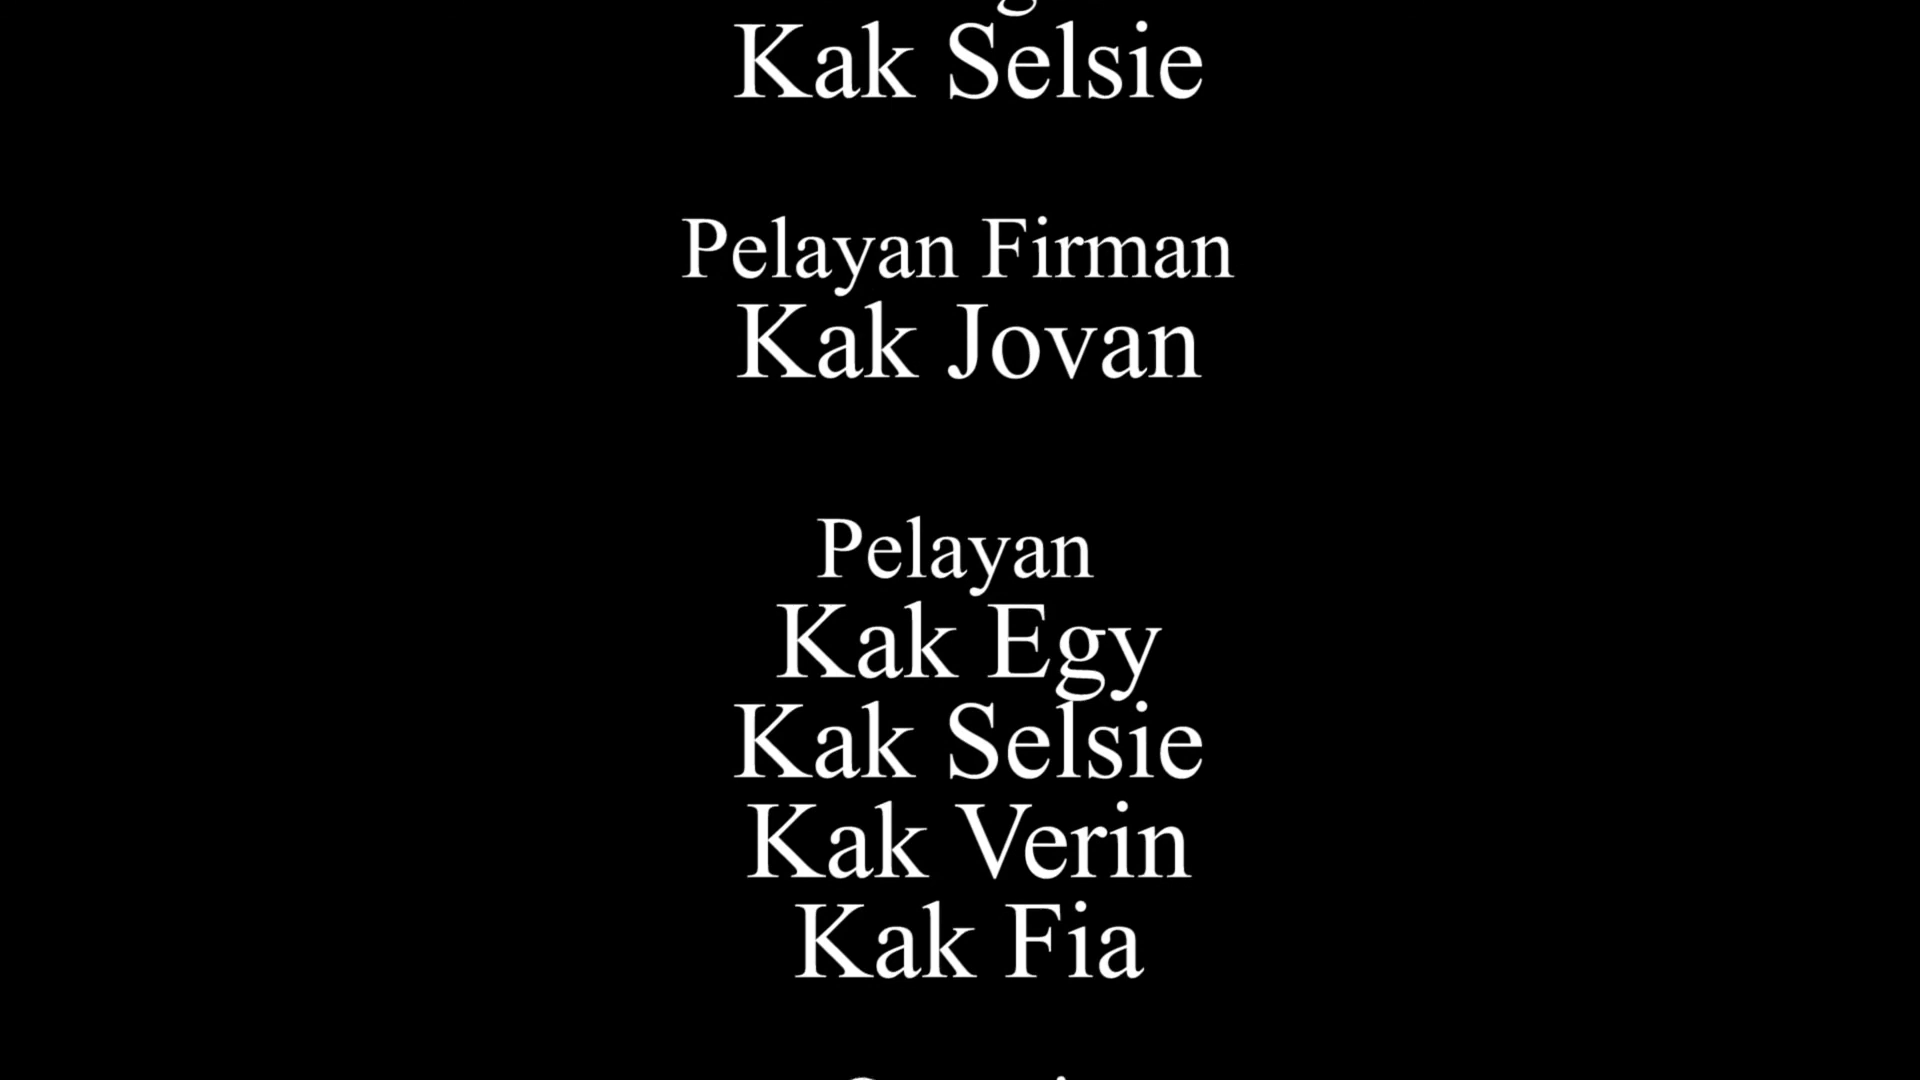 Kak Selsie
Pelayan Firman
Kak Jovan
Pelayan
Kak Egy
Kak Selsie
Kak Verin
Kak Fia